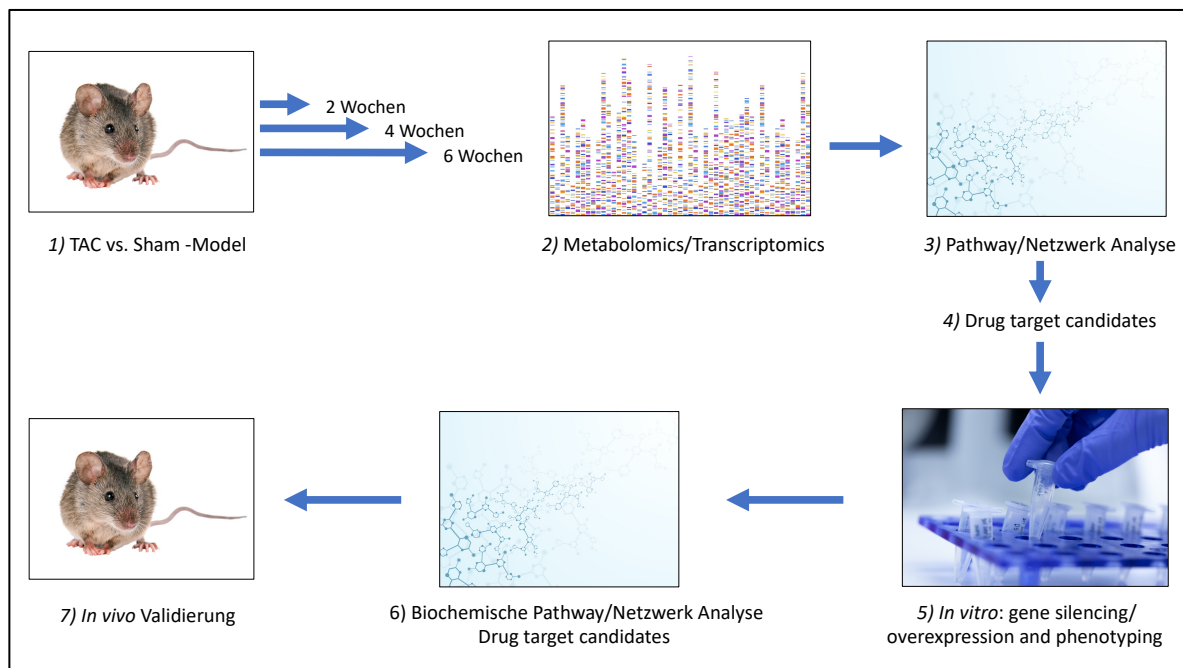 2 Wochen
4 Wochen
6 Wochen
1) TAC vs. Sham -Model
2) Metabolomics/Transcriptomics
3) Pathway/Netzwerk Analyse
4) Drug target candidates
7) In vivo Validierung
6) Biochemische Pathway/Netzwerk Analyse
Drug target candidates
5) In vitro: gene silencing/
overexpression and phenotyping